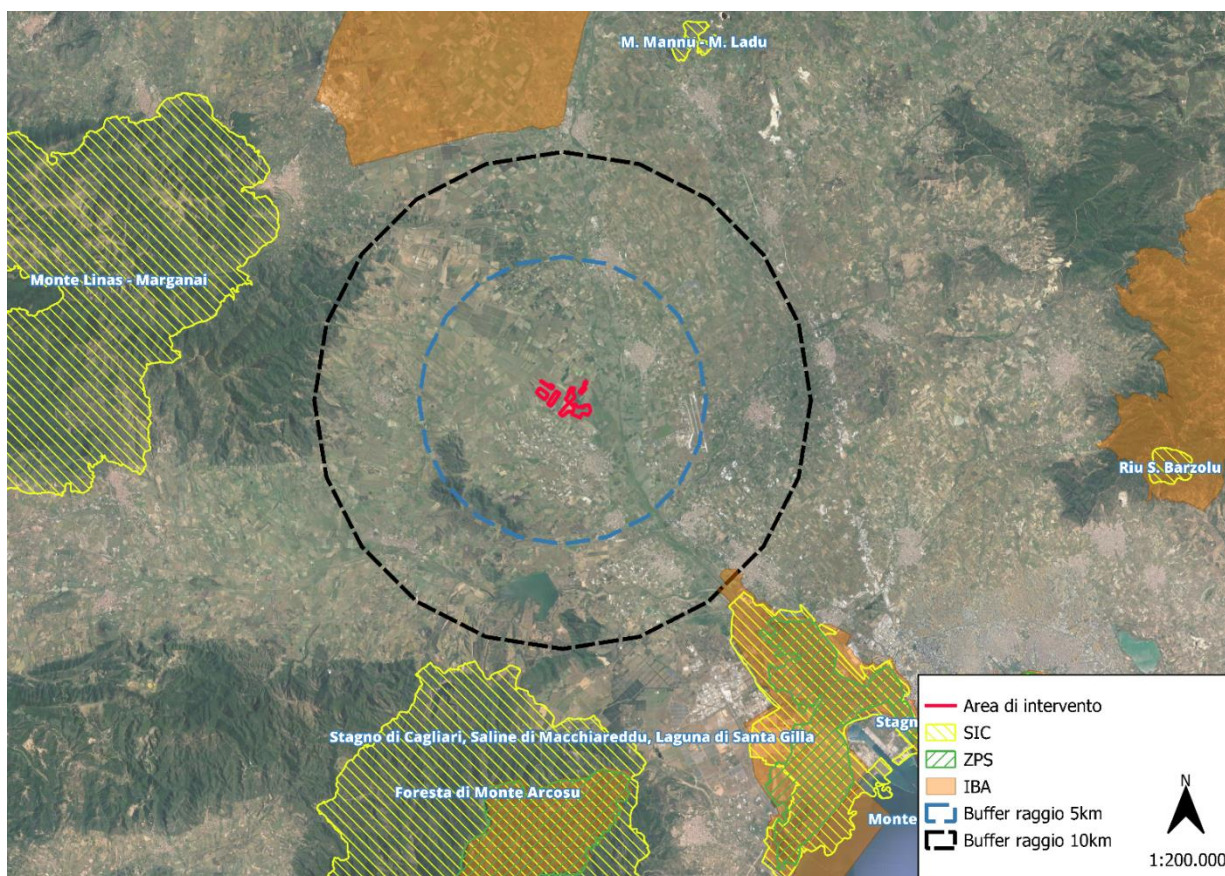 M. Mannu - M. Ladu
Monte Linas - Marganai
Riu S. Barzolu
Stagno di Cagliari, Saline di Macchiareddu, Laguna di Santa Gilla
Stagn
Foresta di Monte Arcosu
Monte
Area di intervento
SIC
ZPS
IBA
Buffer raggio 5km
Buffer raggio 10km
N
1:200.000